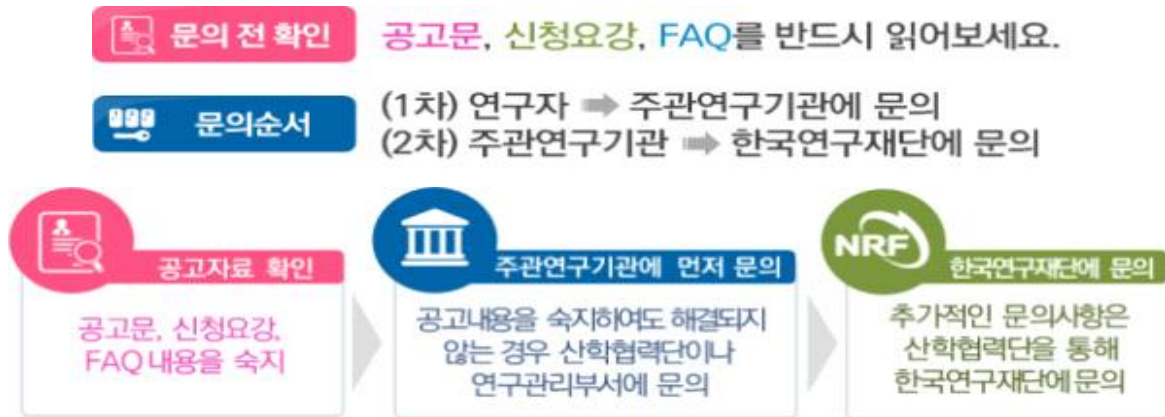 문의 전 확인
공고문, 신청요강, FAQ를 반드시 읽어보세요.
문의순서
(1차) 연구자 ➡ 주관연구기관에 문의
(2차) 주관연구기관 ➡ 한국연구재단에 문의
공고자료 확인
공고문, 신청요강,
FAQ 내용을 숙지
주관연구기관에 먼저 문의
공고내용을 숙지하여도 해결되지
않는 경우 산학협력단이나
연구관리부서에 문의
NRF
한국연구재단에 문의
추가적인 문의사항은
산학협력단을 통해
한국연구재단에 문의